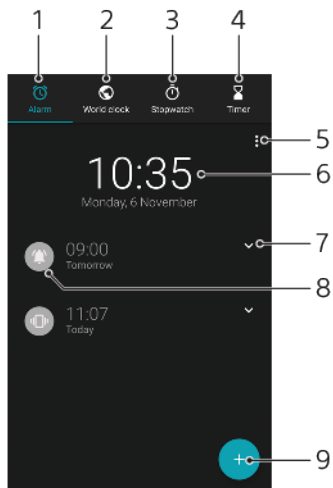 1 2 3 4
Alarm World clock Stopwatch Timer
5
10:35 6
Monday, 6 November
09:00 7
Tomorrow
8
11:07
Today
+ 9